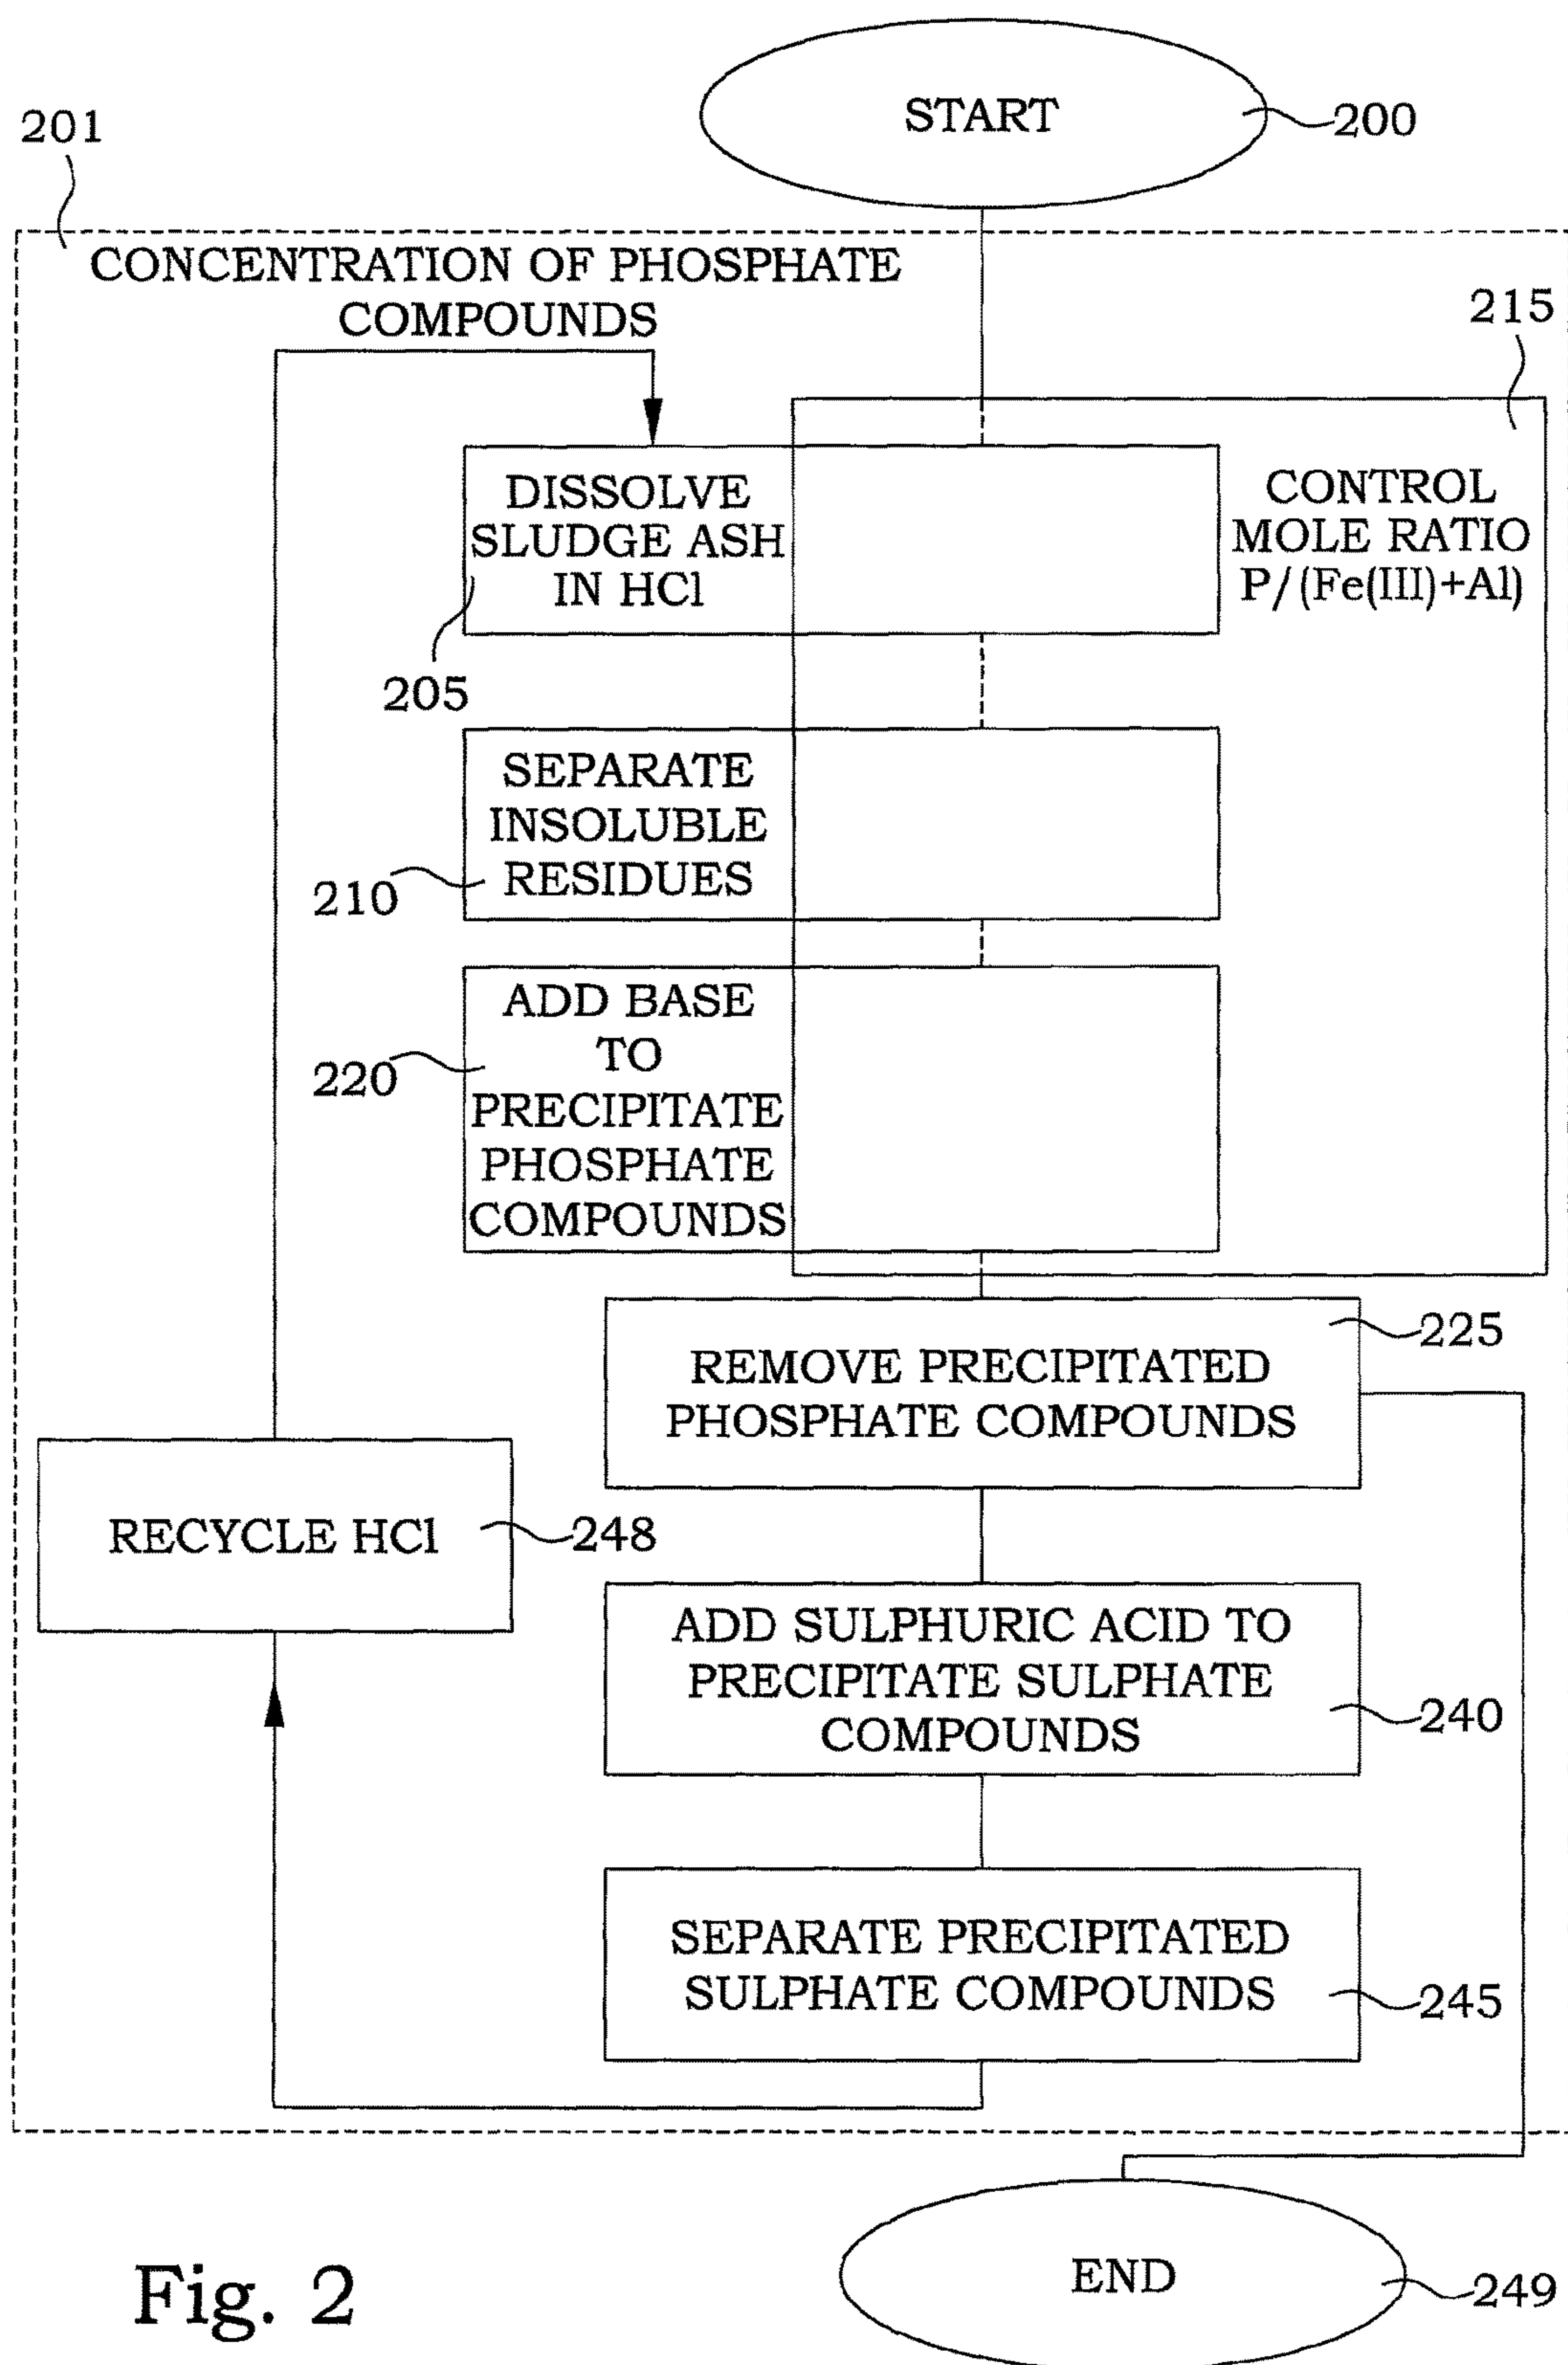 START
200
201
CONCENTRATION OF PHOSPHATE
COMPOUNDS
215
DISSOLVE
SLUDGE ASH
IN HCl
205
CONTROL
MOLE RATIO
P/(Fe(III)+Al)
SEPARATE
INSOLUBLE
RESIDUES
210
ADD BASE
TO
PRECIPITATE
PHOSPHATE
COMPOUNDS
220
REMOVE PRECIPITATED
PHOSPHATE COMPOUNDS
225
RECYCLE HCl
248
ADD SULPHURIC ACID TO
PRECIPITATE SULPHATE
COMPOUNDS
240
SEPARATE PRECIPITATED
SULPHATE COMPOUNDS
245
END
249
Fig. 2